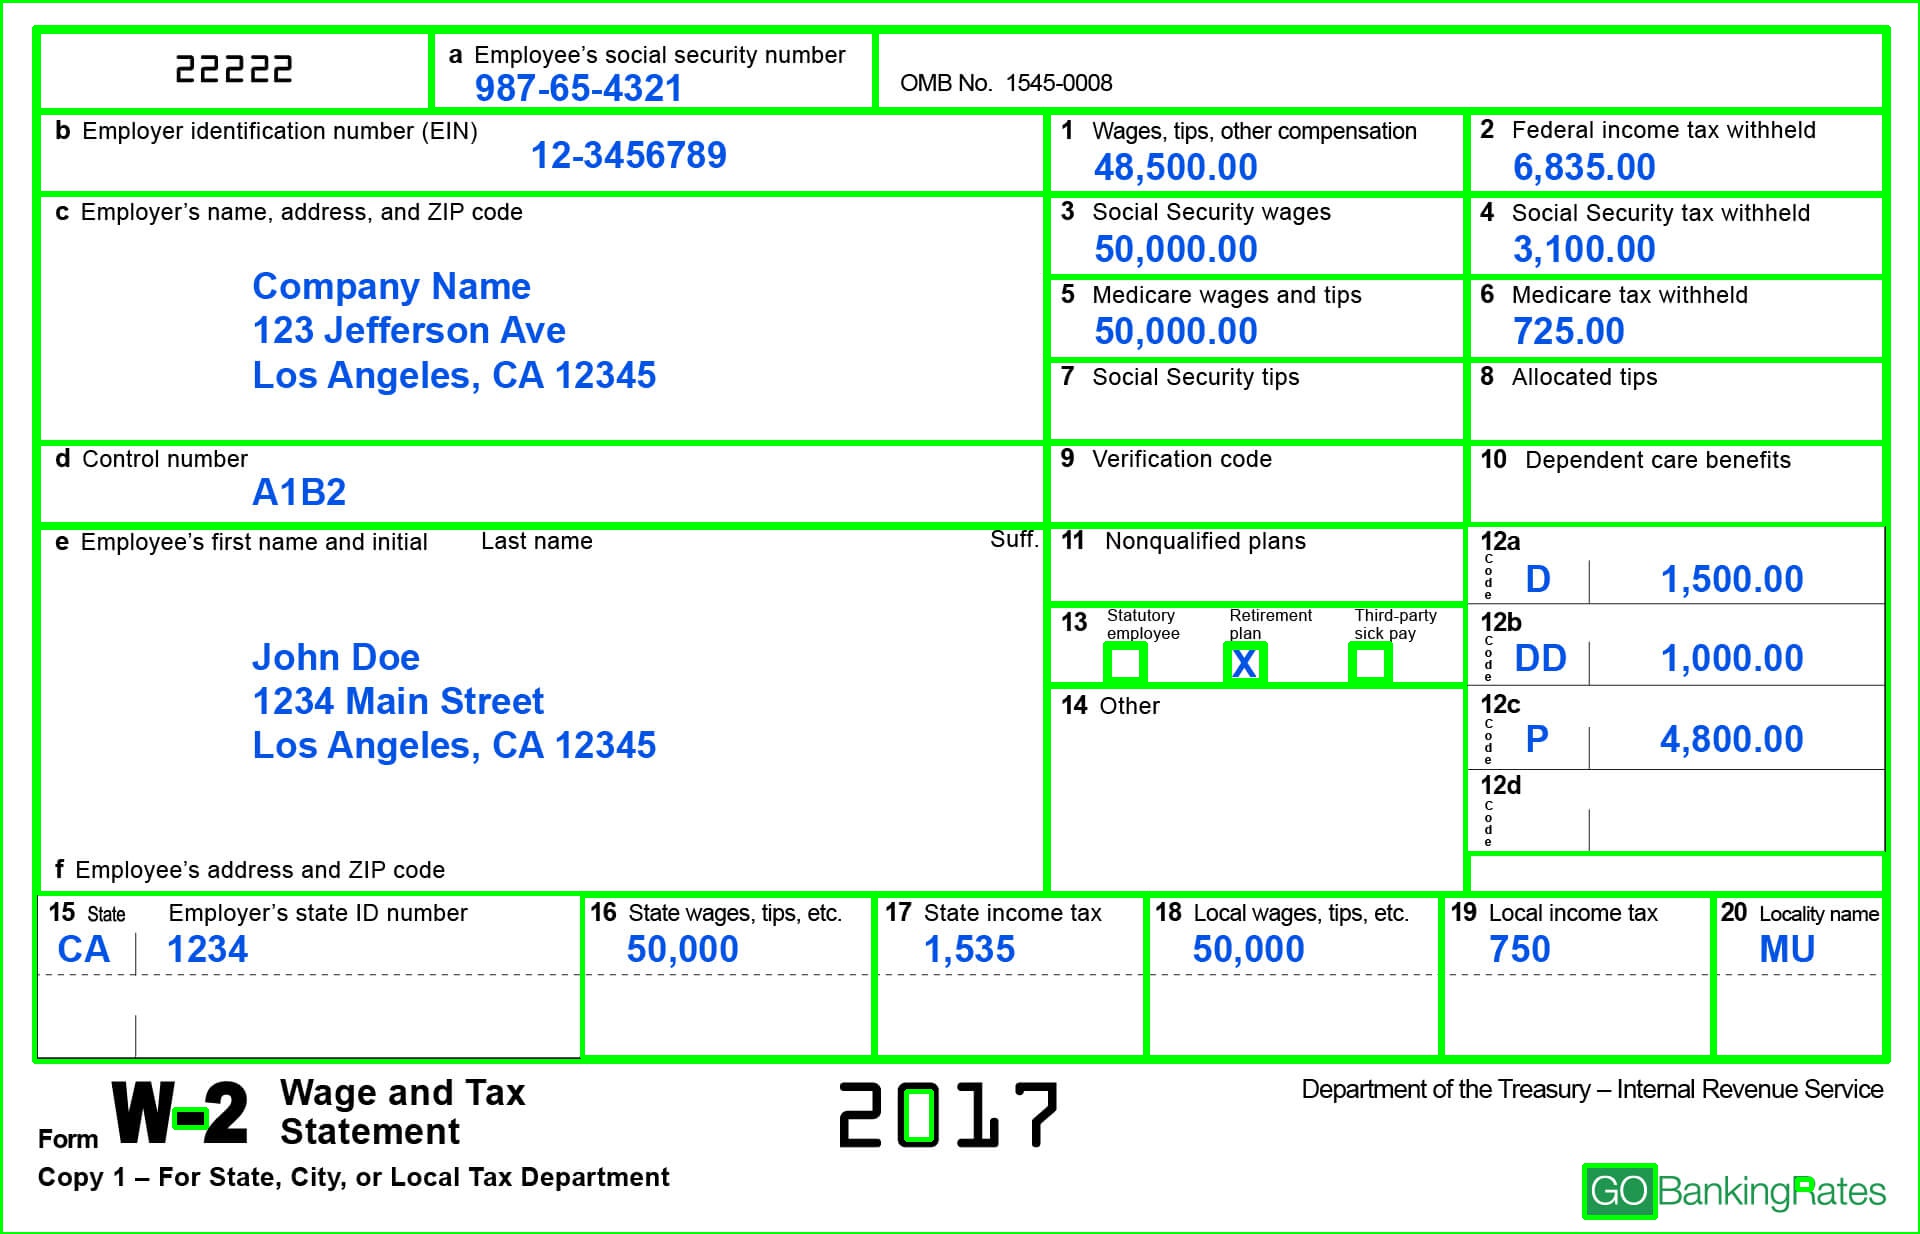 22222
a Employee's social security number
987-65-4321
OMB No. 1545-0008
b Employer identification number (EIN)
12-3456789
1 Wages, tips, other compensation
48,500.00
2 Federal income tax withheld
6,835.00
c Employer's name, address, and ZIP code
Company Name
123 Jefferson Ave
Los Angeles, CA 12345
3 Social Security wages
50,000.00
4 Social Security tax withheld
3,100.00
5 Medicare wages and tips
50,000.00
6 Medicare tax withheld
725.00
7 Social Security tips
8 Allocated tips
d Control number
A1B2
9 Verification code
10 Dependent care benefits
e Employee's first name and initial Last name Suff.
John Doe
1234 Main Street
Los Angeles, CA 12345
f Employee's address and ZIP code
11 Nonqualified plans
12a
Code D 1,500.00
13 Statutory employee Retirement plan Third-party sick pay
X
12b
Code DD 1,000.00
14 Other
12c
Code P 4,800.00
12d
Code
15 State Employer's state ID number
CA 1234
16 State wages, tips, etc.
50,000
17 State income tax
1,535
18 Local wages, tips, etc.
50,000
19 Local income tax
750
20 Locality name
MU
Form W-2 Wage and Tax
Statement
2017
Department of the Treasury – Internal Revenue Service
Copy 1 – For State, City, or Local Tax Department
GOBankingRates